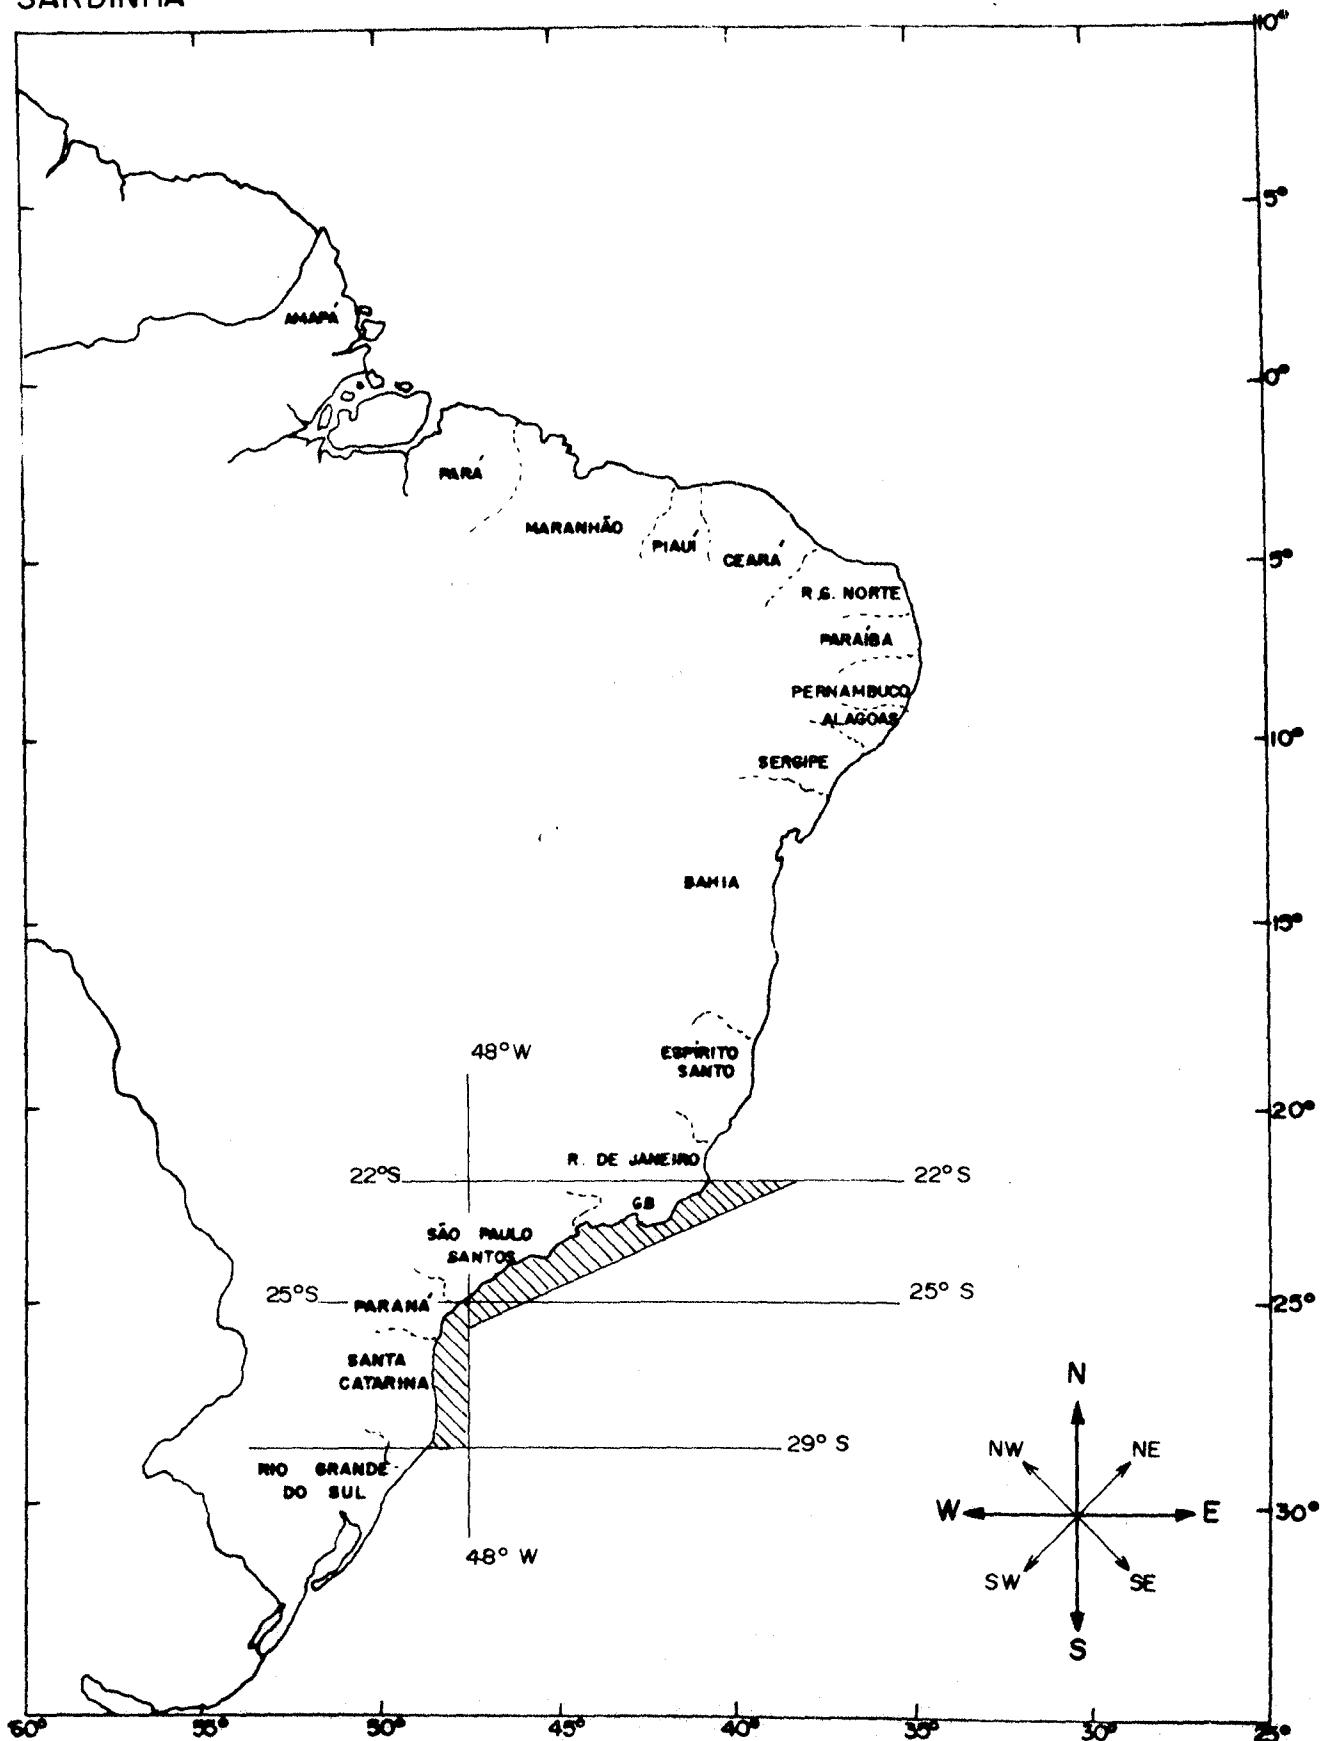 SARDINHA
10°
5°
AMAPÁ
0°
PARÁ
MARANHÃO
PIAUÍ
CEARÁ
5°
R.G. NORTE
PARAÍBA
PERNAMBUCO
ALAGOAS
10°
SERGIPE
BAHIA
15°
48° W
ESPÍRITO
SANTO
20°
R. DE JANEIRO
22°S
22° S
GB
SÃO PAULO
SANTOS
25°S
25° S
PARANÁ
25°
SANTA
CATARINA
29° S
RIO GRANDE
DO SUL
48° W
N
NW
NE
W
E
30°
SW
SE
S
60°
55°
50°
45°
40°
35°
30°
25°